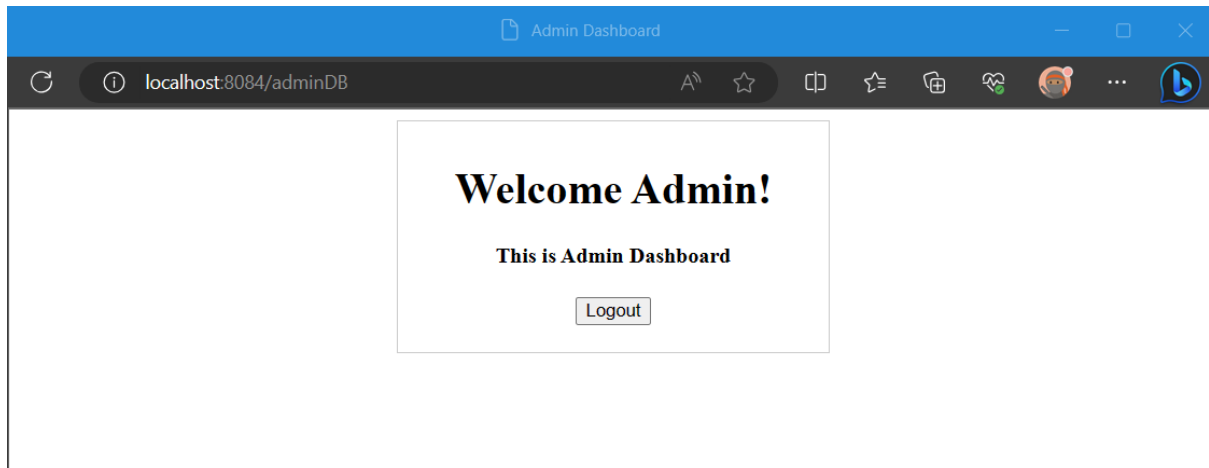 Admin Dashboard
localhost:8084/adminDB
Welcome Admin!
This is Admin Dashboard
Logout